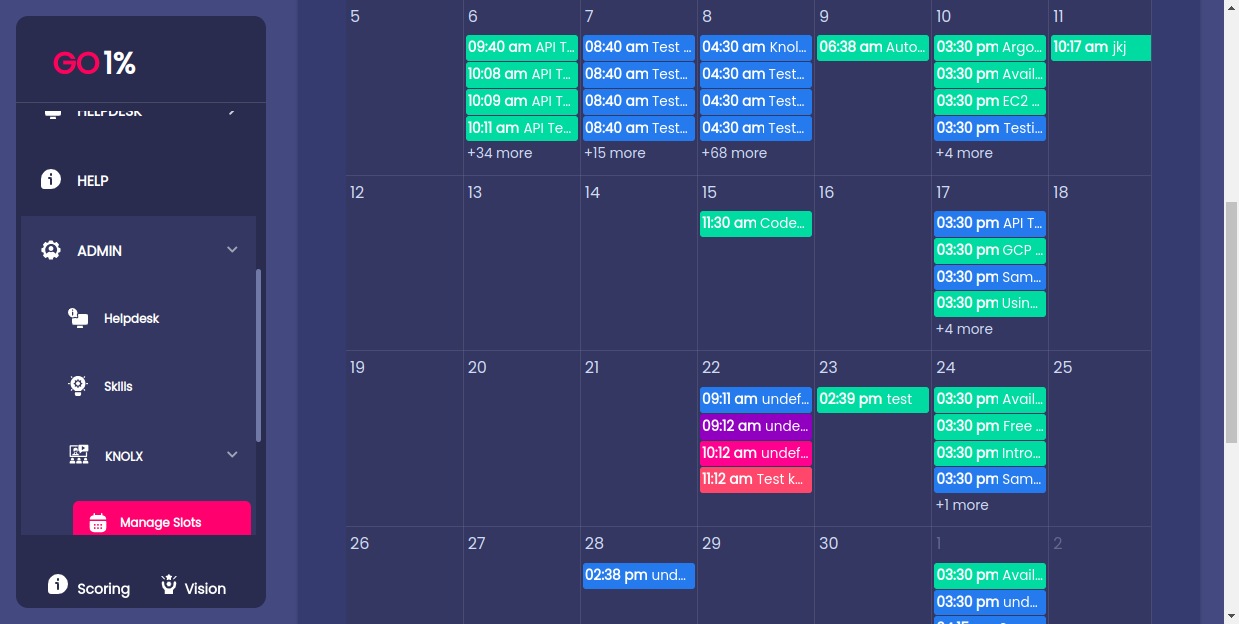 GO1%
HELPDESK
HELP
ADMIN
Helpdesk
Skills
KNOLX
Manage Slots
Scoring
Vision
5
6
7
8
9
10
11
09:40 am API T...
10:08 am API T...
10:09 am API T...
10:11 am API Te...
+34 more
08:40 am Test ...
08:40 am Test...
08:40 am Test...
08:40 am Test...
+15 more
04:30 am Knol...
04:30 am Test...
04:30 am Test...
04:30 am Test...
+68 more
06:38 am Auto...
03:30 pm Argo...
03:30 pm Avail...
03:30 pm EC2 ...
03:30 pm Testi...
+4 more
10:17 am jkj
12
13
14
15
16
17
18
11:30 am Code...
03:30 pm API T...
03:30 pm GCP ...
03:30 pm Sam...
03:30 pm Usin...
+4 more
19
20
21
22
23
24
25
09:11 am undef...
09:12 am unde...
10:12 am undef...
11:12 am Test k...
02:39 pm test
03:30 pm Avail...
03:30 pm Free ...
03:30 pm Intro...
03:30 pm Sam...
+1 more
26
27
28
29
30
1
2
02:38 pm und...
03:30 pm Avail...
03:30 pm und...